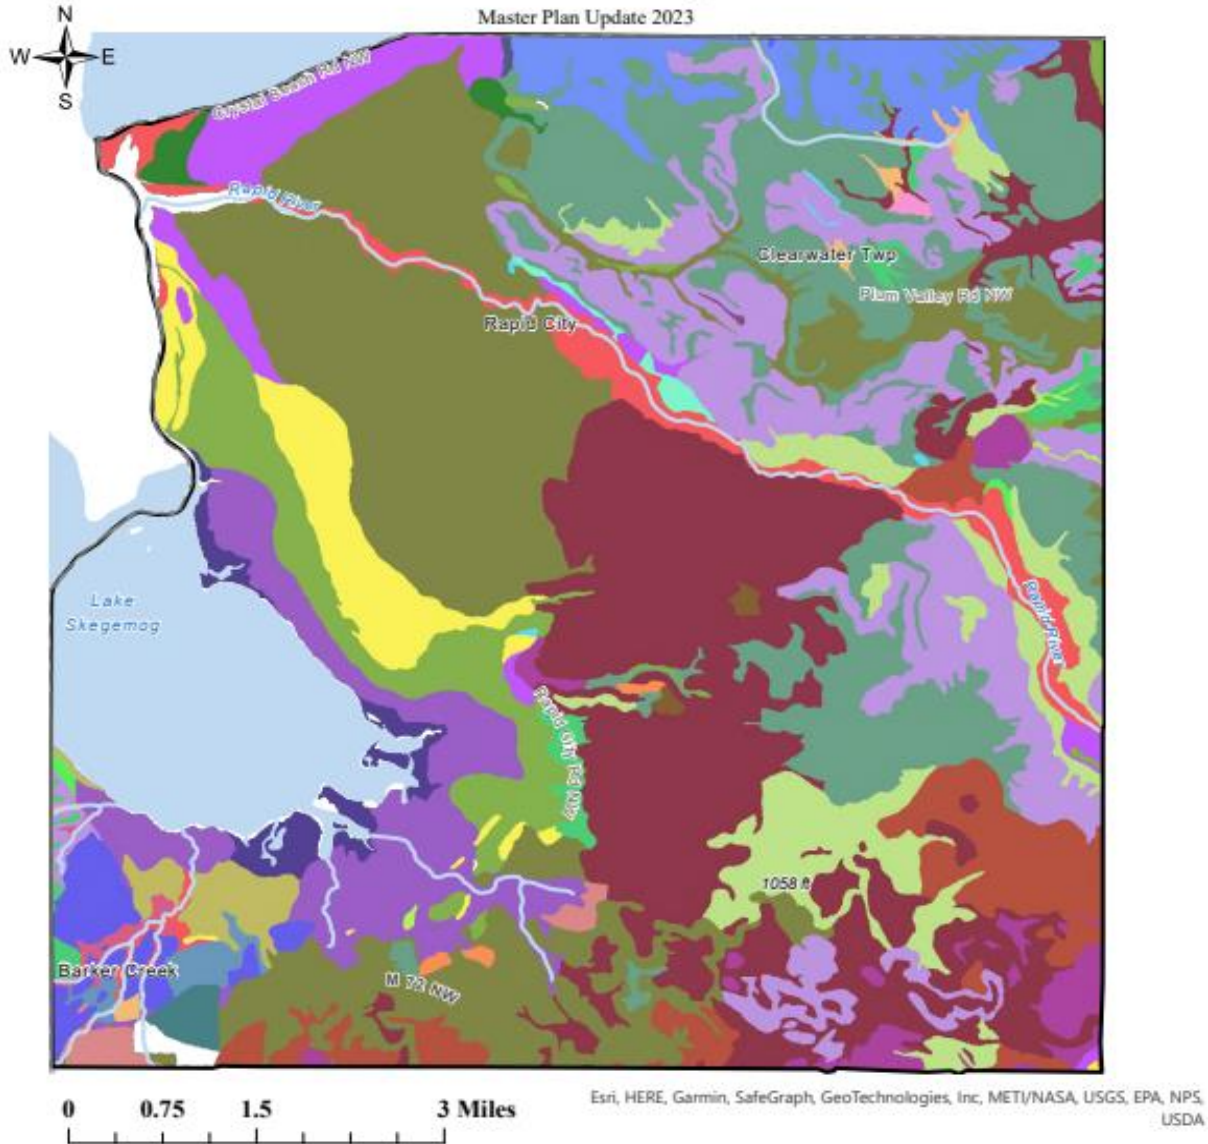 Master Plan Update 2023
N
W E
S
Crystal Beach Rd NW
Rapid River
Clearwater Twp
Plum Valley Rd NW
Rapid City
Lake
Skegemog
Rapid Rive
Rapid City Rd NW
1058 ft
Barker Creek
M 72 NW
0 0.75 1.5 3 Miles
Esri, HERE, Garmin, SafeGraph, GeoTechnologies, Inc, METI/NASA, USGS, EPA, NPS,
USDA